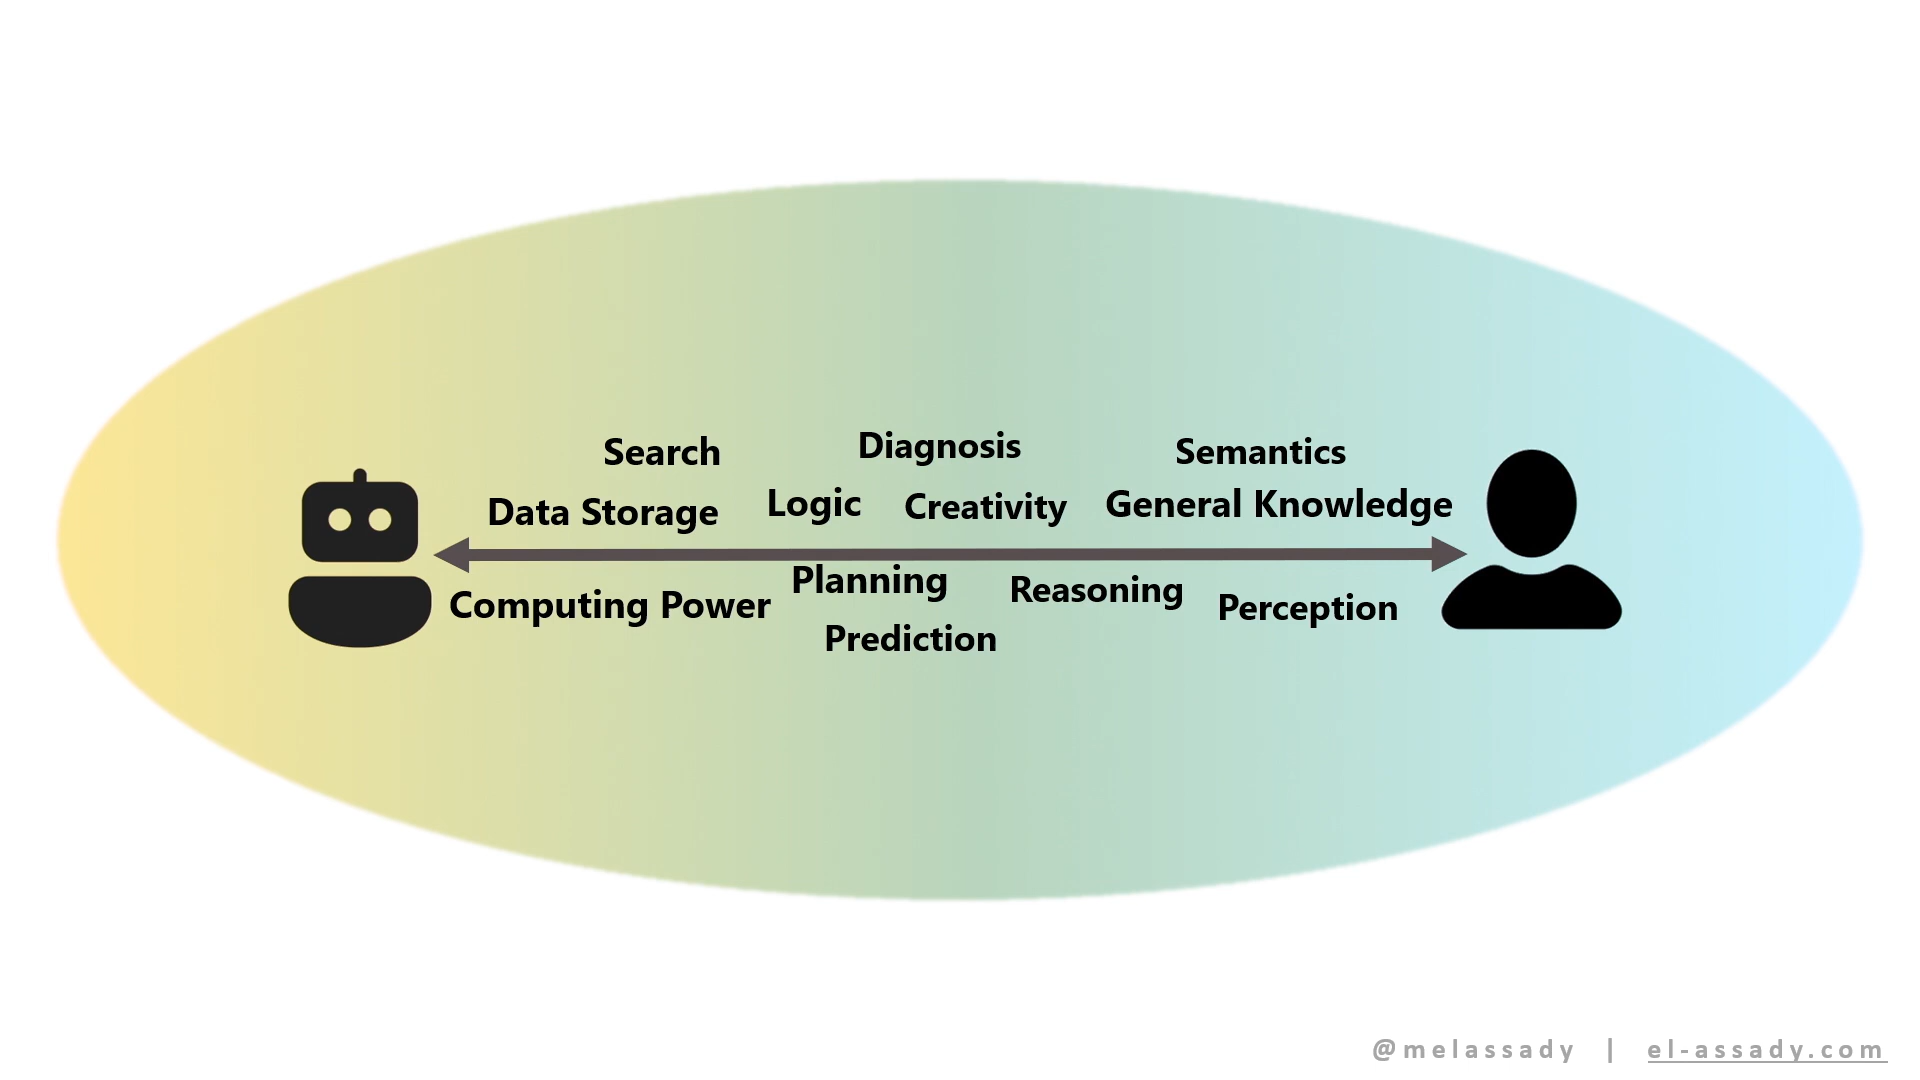 Search
Diagnosis
Semantics
Data Storage
Logic
Creativity
General Knowledge
Planning
Reasoning
Computing Power
Perception
Prediction
@melassady | el-assady.com